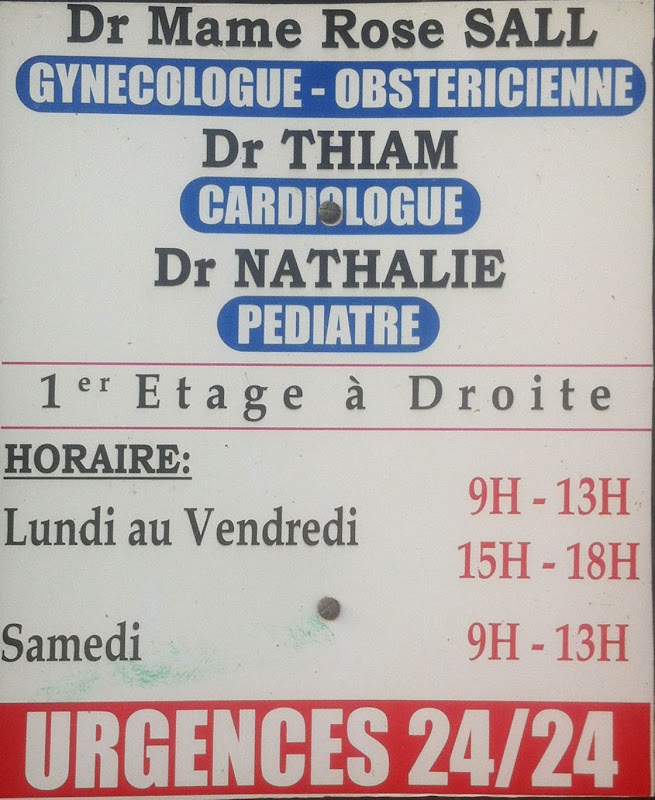 Dr Mame Rose SALL
GYNECOLOGUE - OBSTERICIENNE
Dr THIAM
CARDIOLOGUE
Dr NATHALIE
PEDIATRE
1er Etage à Droite
HORAIRE:
Lundi au Vendredi 9H - 13H
15H - 18H
Samedi 9H - 13H
URGENCES 24/24